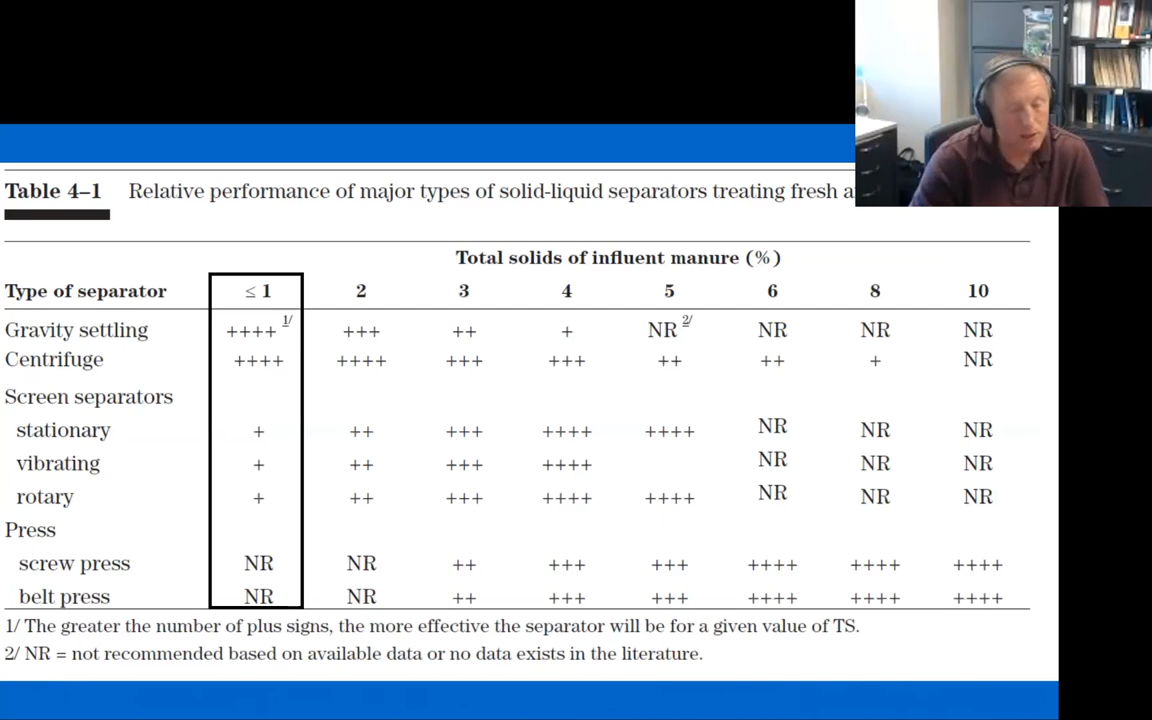 Table 4–1 Relative performance of major types of solid-liquid separators treating fresh
Total solids of influent manure (%)
Type of separator ≤ 1 2 3 4 5 6 8 10
Gravity settling ++++ 1/ +++ ++ + NR 2/ NR NR NR
Centrifuge ++++ ++++ +++ +++ ++ ++ + NR
Screen separators
stationary + ++ +++ ++++ ++++ NR NR NR
vibrating + ++ +++ ++++ NR NR NR
rotary + ++ +++ ++++ ++++ NR NR NR
Press
screw press NR NR ++ +++ +++ ++++ ++++ ++++
belt press NR NR ++ +++ +++ ++++ ++++ ++++
1/ The greater the number of plus signs, the more effective the separator will be for a given value of TS.
2/ NR = not recommended based on available data or no data exists in the literature.